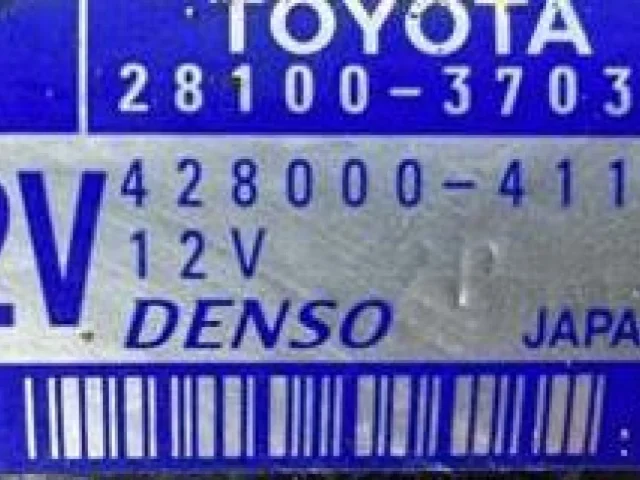 TOYOTA
28100-3703
2V
428000-411
12V
DENSO
JAPA